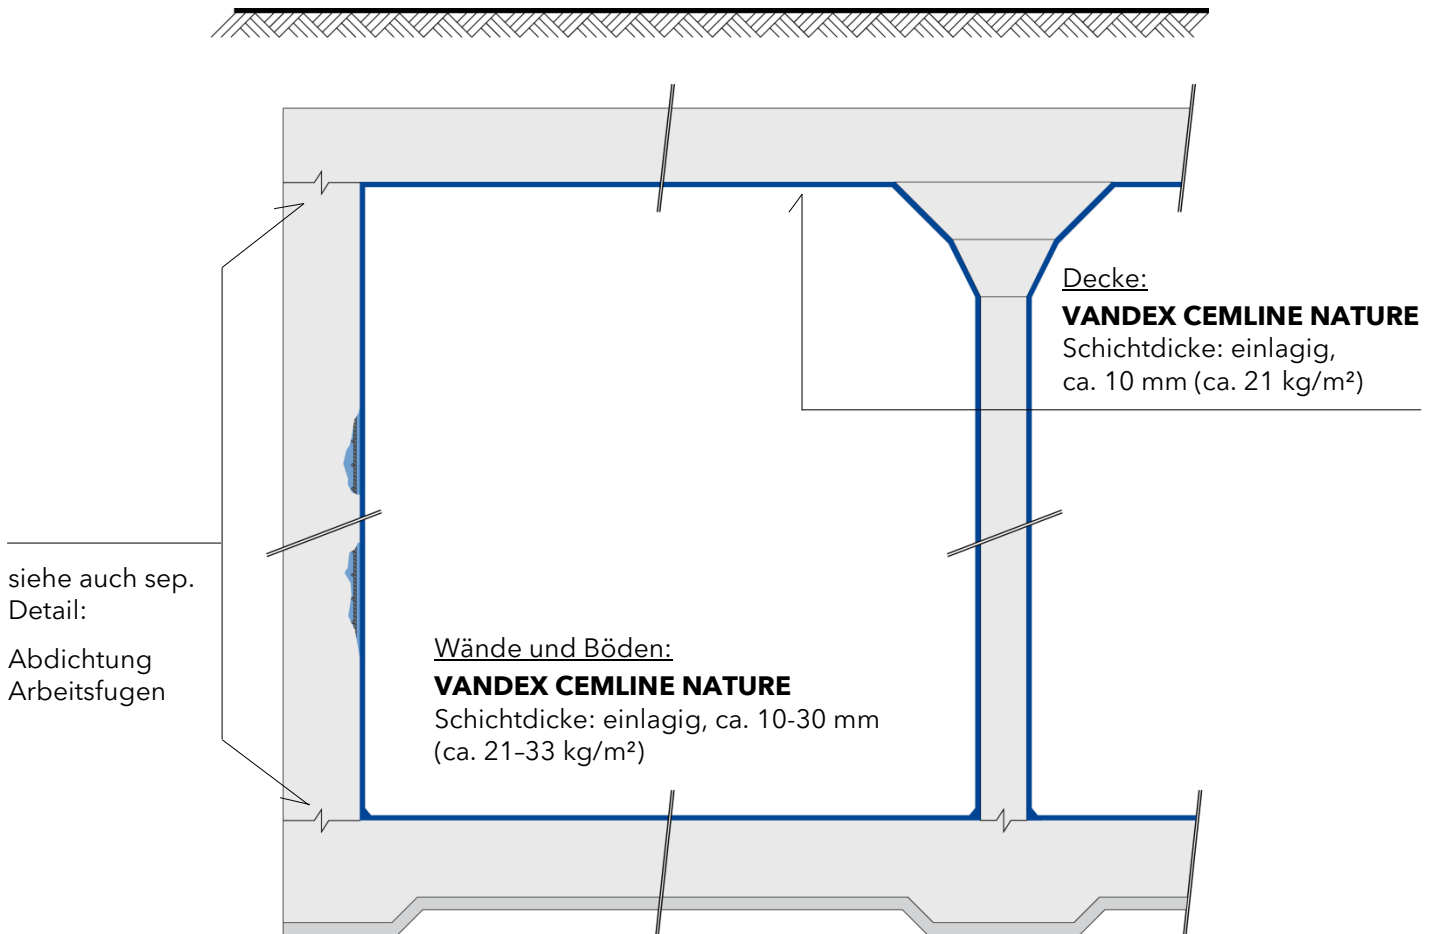 Decke:
VANDEX CEMLINE NATURE
Schichtdicke: einlagig,
ca. 10 mm (ca. 21 kg/m²)
siehe auch sep.
Detail:
Abdichtung
Arbeitsfugen
Wände und Böden:
VANDEX CEMLINE NATURE
Schichtdicke: einlagig, ca. 10-30 mm
(ca. 21–33 kg/m²)